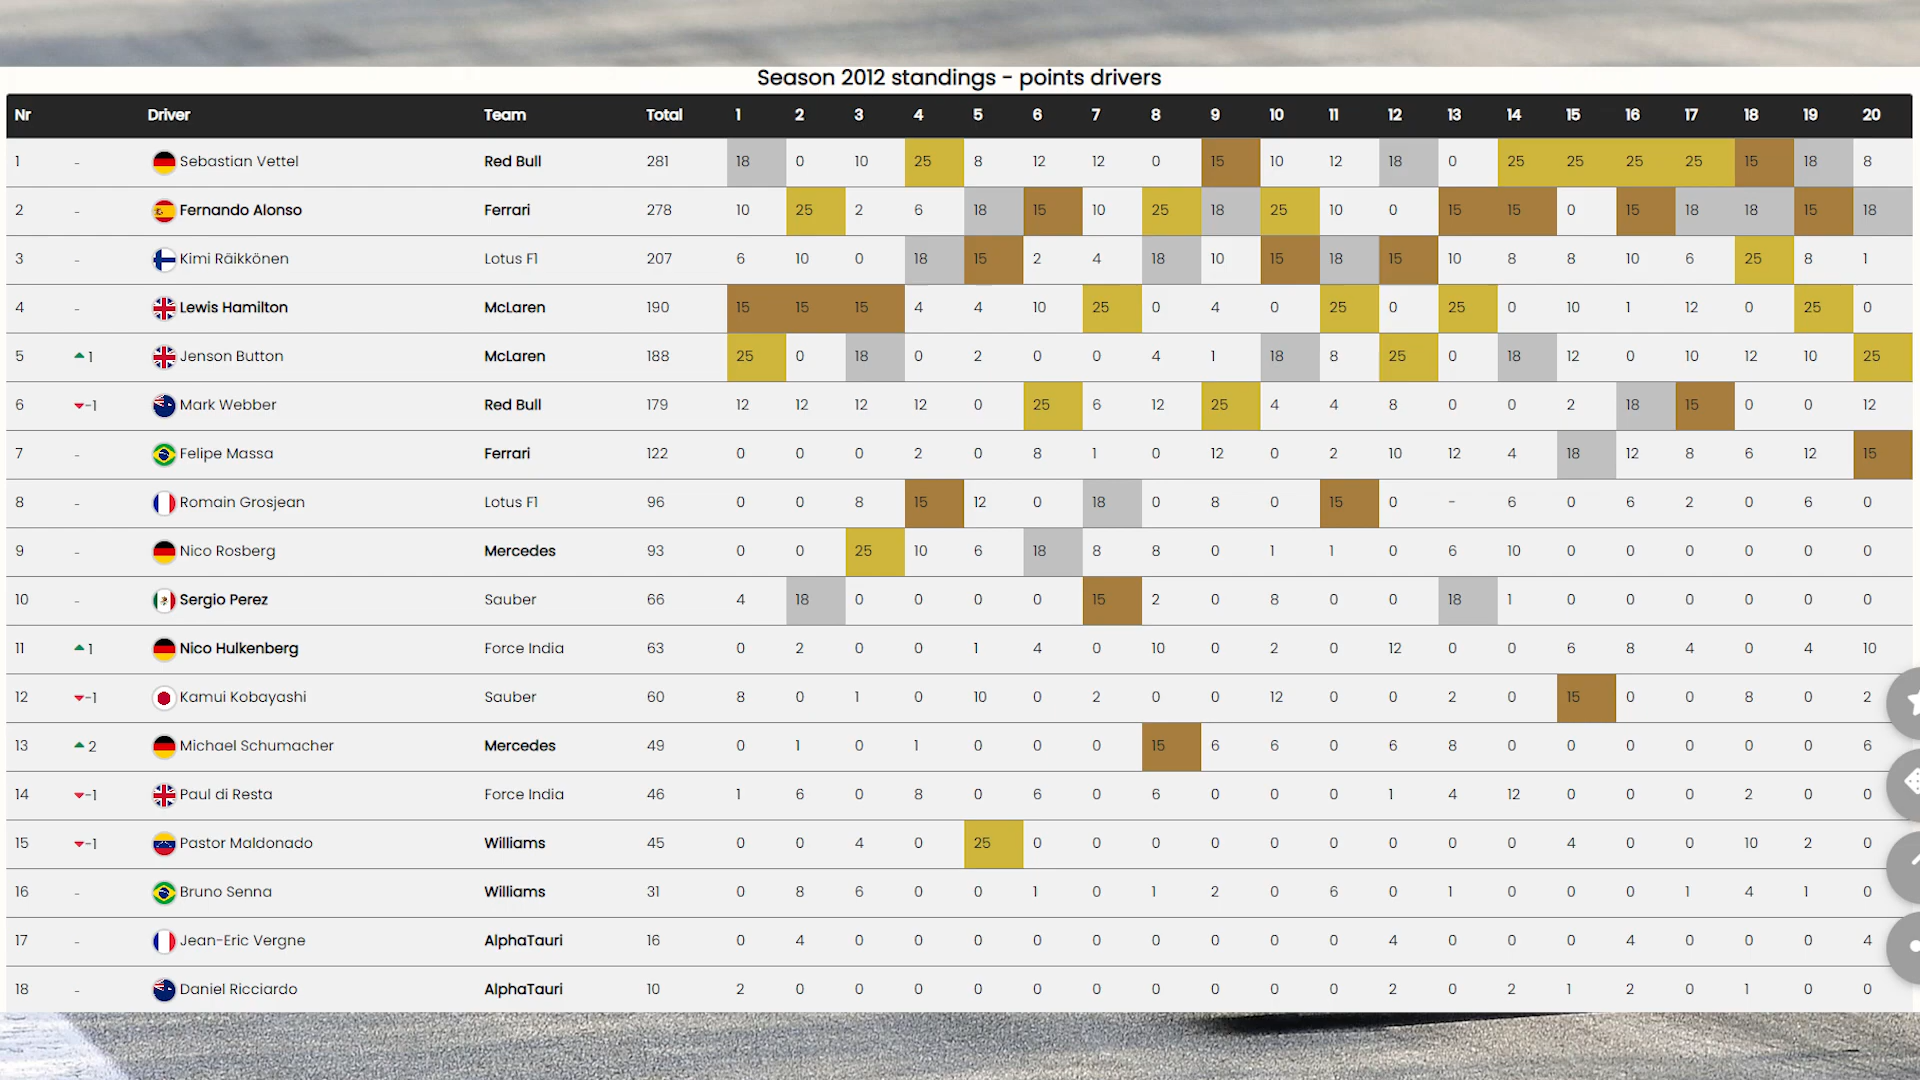 Season 2012 standings - points drivers
Nr Driver Team Total 1 2 3 4 5 6 7 8 9 10 11 12 13 14 15 16 17 18 19 20
1 - Sebastian Vettel Red Bull 281 18 0 10 25 8 12 12 0 15 10 12 18 0 25 25 25 25 15 18 8
2 - Fernando Alonso Ferrari 278 10 25 2 6 18 15 10 25 18 25 10 0 15 15 0 15 18 18 15 18
3 - Kimi Räikkönen Lotus F1 207 6 10 0 18 15 2 4 18 10 15 18 15 10 8 8 10 6 25 8 1
4 - Lewis Hamilton McLaren 190 15 15 15 4 4 10 25 0 4 0 25 0 25 0 10 1 12 0 25 0
5 1 Jenson Button McLaren 188 25 0 18 0 2 0 0 4 1 18 8 25 0 18 12 0 10 12 10 25
6 -1 Mark Webber Red Bull 179 12 12 12 12 0 25 6 12 25 4 4 8 0 0 2 18 15 0 0 12
7 - Felipe Massa Ferrari 122 0 0 0 2 0 8 1 0 12 0 2 10 12 4 18 12 8 6 12 15
8 - Romain Grosjean Lotus F1 96 0 0 8 15 12 0 18 0 8 0 15 0 - 6 0 6 2 0 6 0
9 - Nico Rosberg Mercedes 93 0 0 25 10 6 18 8 8 0 1 1 0 6 10 0 0 0 0 0 0
10 - Sergio Perez Sauber 66 4 18 0 0 0 0 15 2 0 8 0 0 18 1 0 0 0 0 0 0
11 1 Nico Hulkenberg Force India 63 0 2 0 0 1 4 0 10 0 2 0 12 0 0 6 8 4 0 4 10
12 -1 Kamui Kobayashi Sauber 60 8 0 1 0 10 0 2 0 0 12 0 0 2 0 15 0 0 8 0 2
13 2 Michael Schumacher Mercedes 49 0 1 0 1 0 0 0 15 6 6 0 6 8 0 0 0 0 0 0 6
14 -1 Paul di Resta Force India 46 1 6 0 8 0 6 0 6 0 0 0 1 4 12 0 0 0 2 0 0
15 -1 Pastor Maldonado Williams 45 0 0 4 0 25 0 0 0 0 0 0 0 0 0 4 0 0 10 2 0
16 - Bruno Senna Williams 31 0 8 6 0 0 1 0 1 2 0 6 0 1 0 0 0 1 4 1 0
17 - Jean-Eric Vergne AlphaTauri 16 0 4 0 0 0 0 0 0 0 0 0 4 0 0 0 4 0 0 0 4
18 - Daniel Ricciardo AlphaTauri 10 2 0 0 0 0 0 0 0 0 0 0 2 0 2 1 2 0 1 0 0